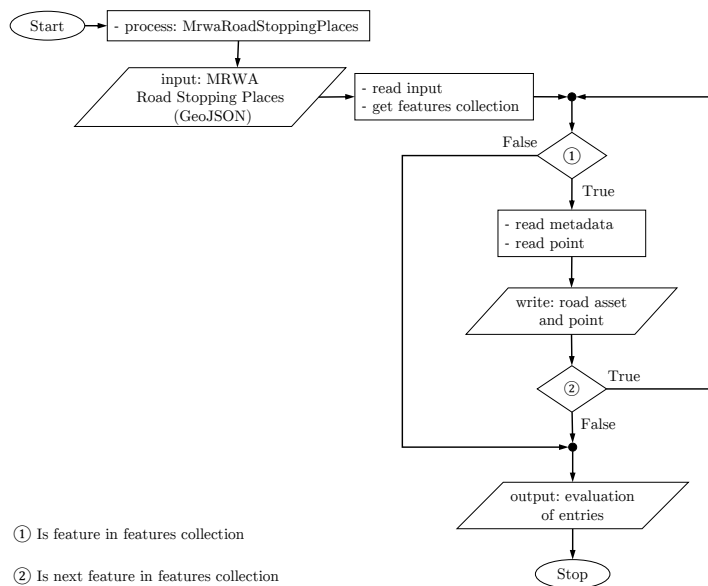 Start
- process: MrwaRoadStoppingPlaces
input: MRWA
Road Stopping Places
(GeoJSON)
- read input
- get features collection
False
①
True
- read metadata
- read point
write: road asset
and point
②
True
False
output: evaluation
of entries
① Is feature in features collection
② Is next feature in features collection
Stop